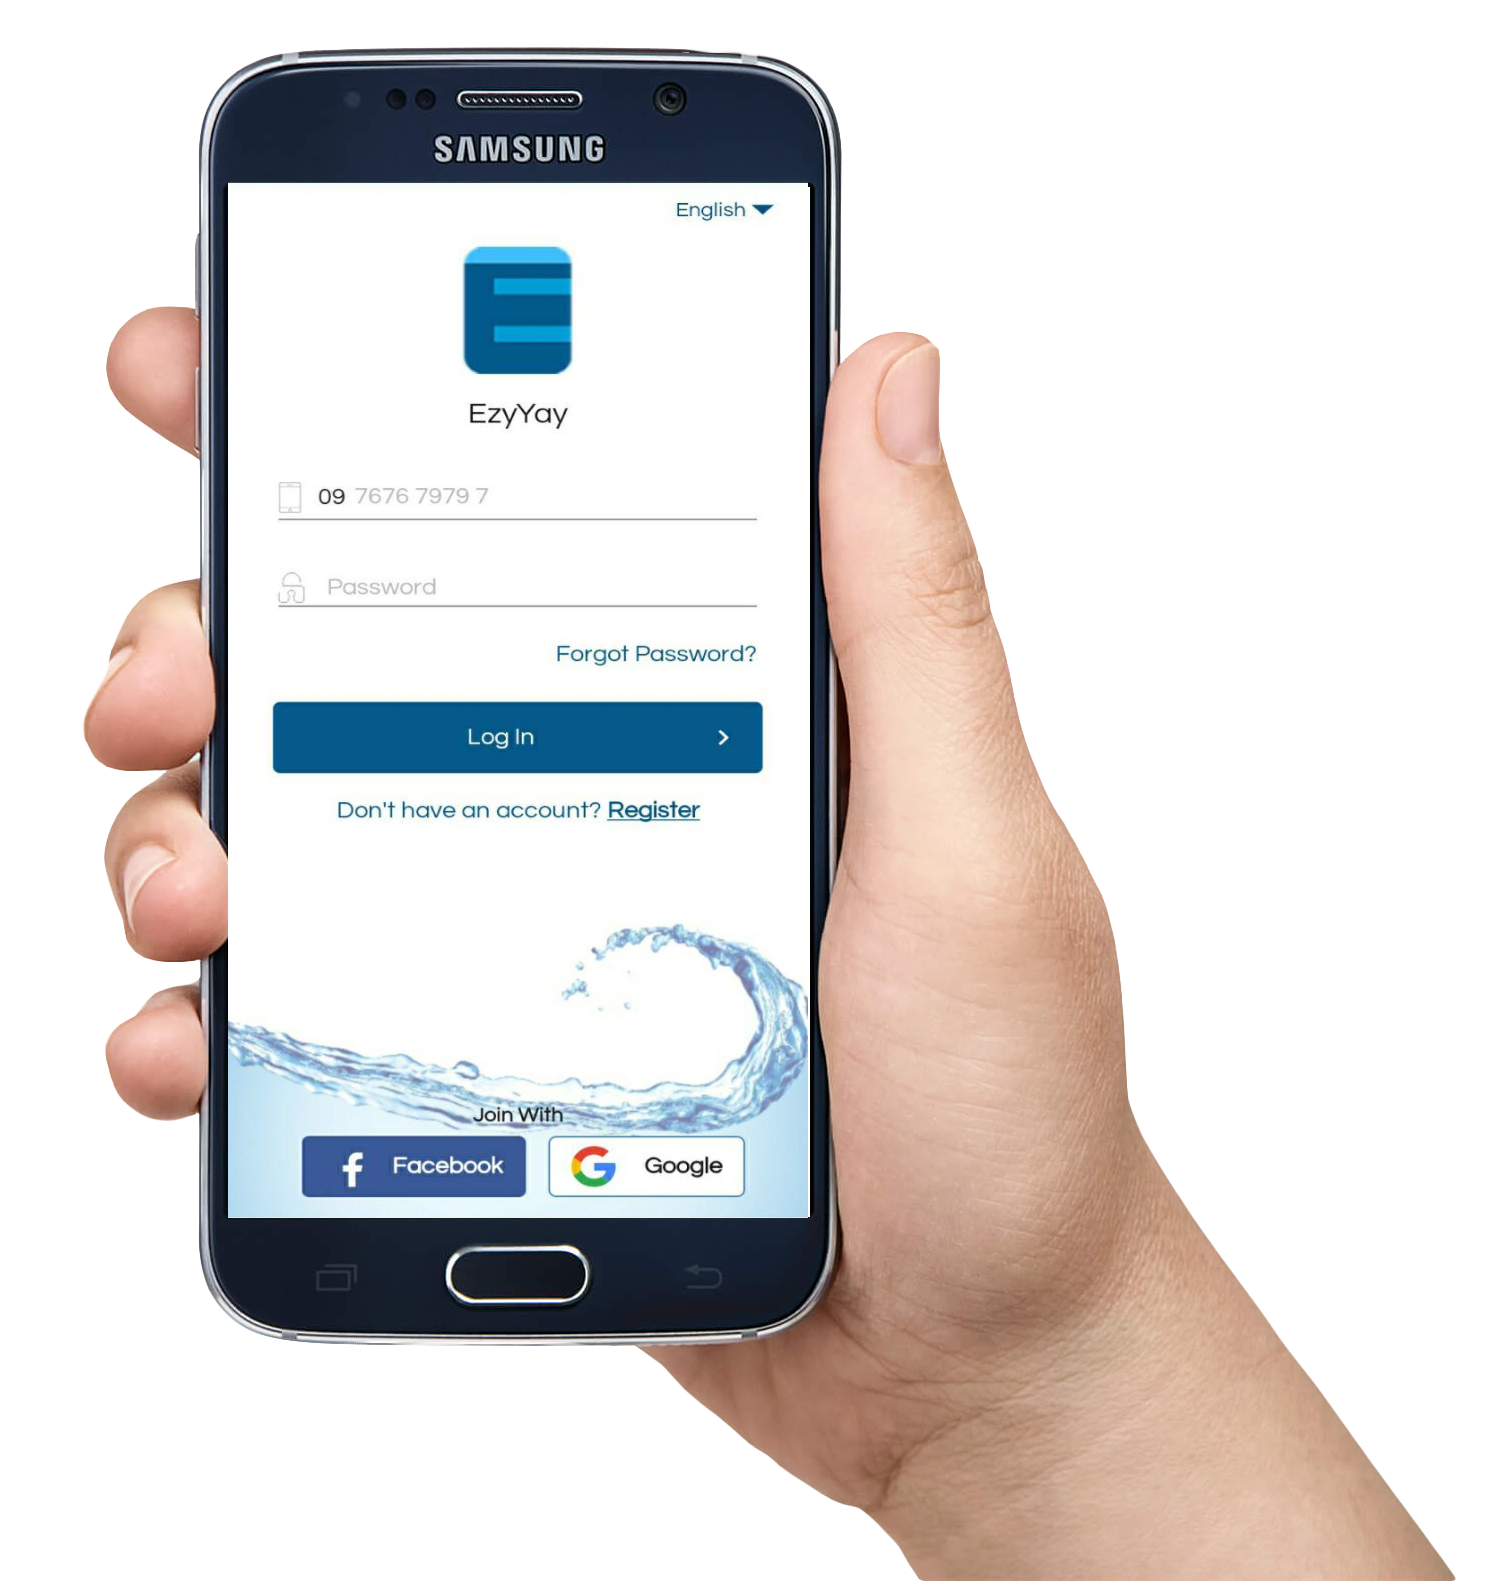 SAMSUNG
English
EzyYay
09 7676 7979 7
Password
Forgot Password?
Log In
Don't have an account? Register
Join With
f Facebook
G Google